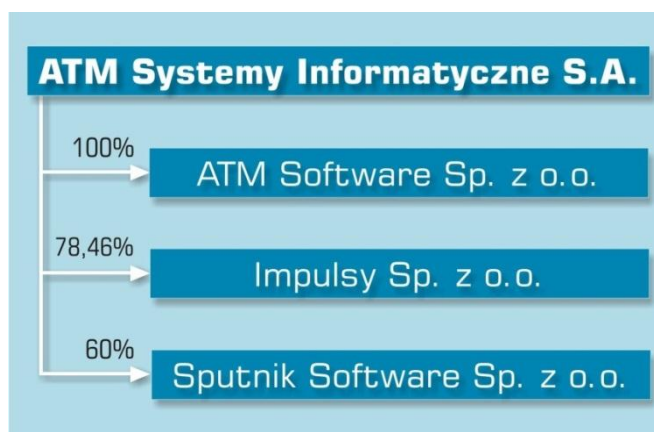 ATM Systemy Informatyczne S.A.
100%
ATM Software Sp. z o.o.
78,46%
Impulsy Sp. z o.o.
60%
Sputnik Software Sp. z o.o.